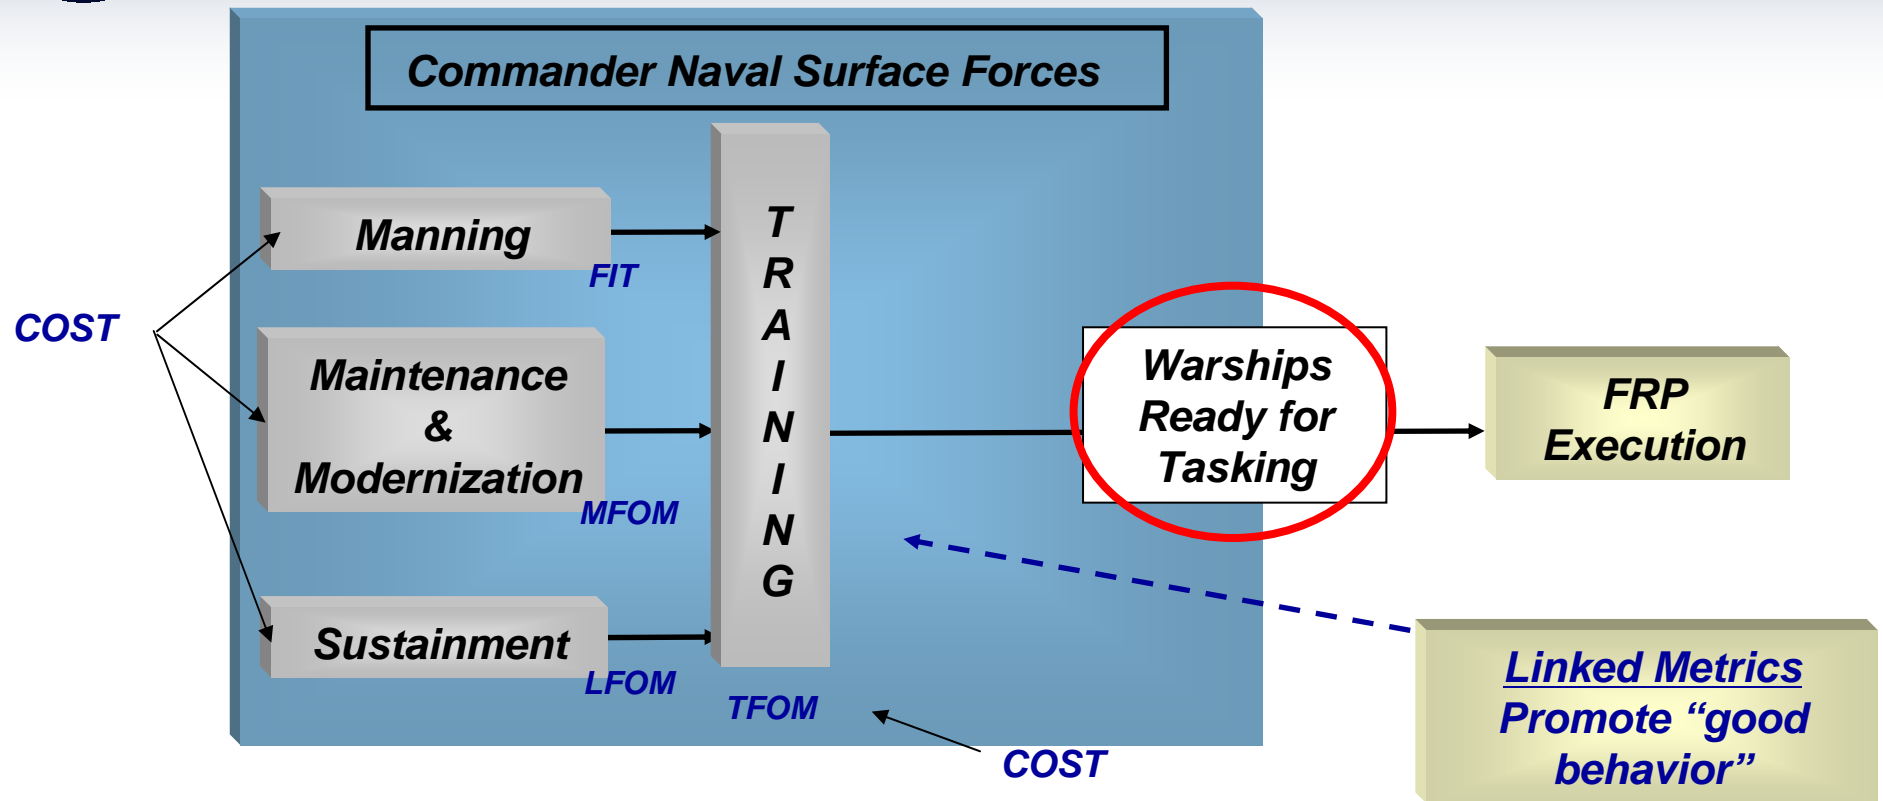 Commander Naval Surface Forces
Manning
FIT
COST
Maintenance
&
Modernization
MFOM
Sustainment
LFOM
T
R
A
I
N
I
N
G
TFOM
COST
Warships
Ready for
Tasking
FRP
Execution
Linked Metrics
Promote “good
behavior”